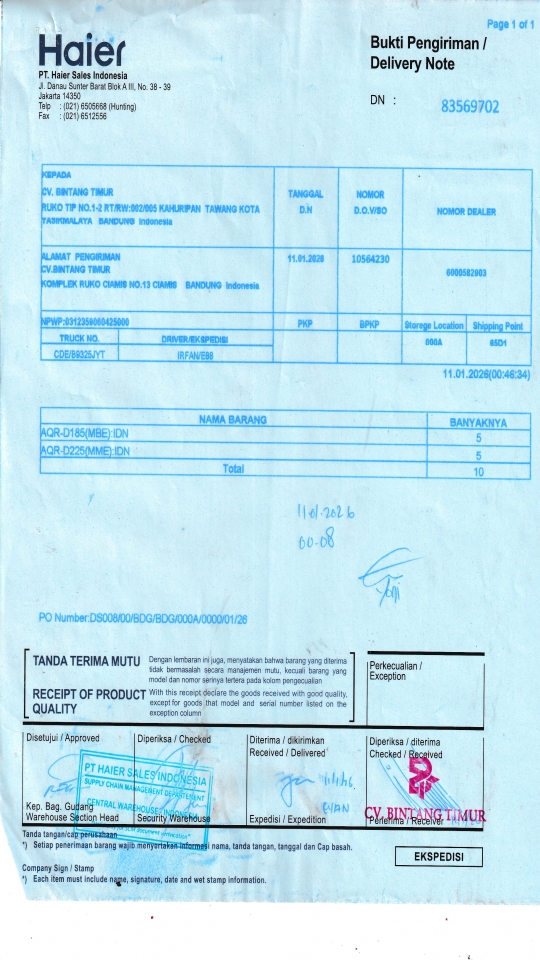 Page 1 of 1
Haier
Bukti Pengiriman /
Delivery Note
PT. Haier Sales Indonesia
Jl. Danau Sunter Barat Blok A III, No. 38 - 39
Jakarta 14350
Telp : (021) 6505668 (Hunting)
Fax : (021) 6512556
DN : 83569702
KEPADA
CV. BINTANG TIMUR
RUKO TIP NO.1-2 RT/RW:002/005 KAHURIPAN TAWANG KOTA
TASIKMALAYA BANDUNG Indonesia
TANGGAL
D.N
NOMOR
D.O.V/SO
NOMOR DEALER
ALAMAT PENGIRIMAN
CV.BINTANG TIMUR
KOMPLEK RUKO CIAMIS NO.13 CIAMIS BANDUNG Indonesia
11.01.2026
10564230
6000582903
NPWP:0312359060425000
PKP
BPKP
Storege Location
Shipping Point
TRUCK NO.
DRIVER/EKSPEDISI
000A
65D1
CDE/B9325JYT
IRFAN/EBB
11.01.2026(00:46:34)
NAMA BARANG BANYAKNYA
AQR-D185(MBE):IDN 5
AQR-D225(MME):IDN 5
Total 10
11/01.2026
00.08
PO Number:DS008/00/BDG/BDG/000A/0000/01/26
TANDA TERIMA MUTU
Dengan lembaran ini juga, menyatakan bahwa barang yang diterima
tidak bermasalah secara manajemen mutu, kecuali barang yang
model dan nomor serinya tertera pada kolom pengecualian
RECEIPT OF PRODUCT
QUALITY
With this receipt declare the goods received with good quality,
except for goods that model and serial number listed on the
exception column
Perkecualian /
Exception
Disetujui / Approved
Diperiksa / Checked
Diterima / dikirimkan
Received / Delivered
Diperiksa / diterima
Checked / Received
PT HAIER SALES INDONESIA
SUPPLY CHAIN MANAGEMENT DEPARTEMENT
CENTRAL WAREHOUSE INDONESIA
CV. BINTANG TIMUR
Kep. Bag. Gudang
Warehouse Section Head
Security Warehouse
Expedisi / Expedition
Penerima / Receiver
Tanda tangan/cap perusahaan
*) Setiap penerimaan barang wajib menyertakan informasi nama, tanda tangan, tanggal dan Cap basah.
EKSPEDISI
Company Sign / Stamp
*) Each item must include name, signature, date and wet stamp information.